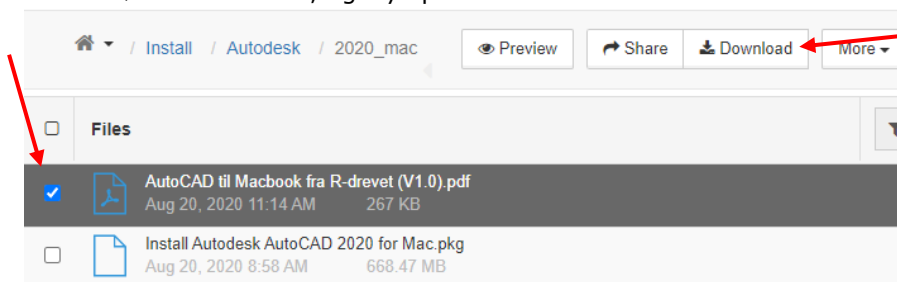 / Install / Autodesk / 2020_mac Preview Share Download More
Files
AutoCAD til Macbook fra R-drevet (V1.0).pdf
Aug 20, 2020 11:14 AM 267 KB
Install Autodesk AutoCAD 2020 for Mac.pkg
Aug 20, 2020 8:58 AM 668.47 MB